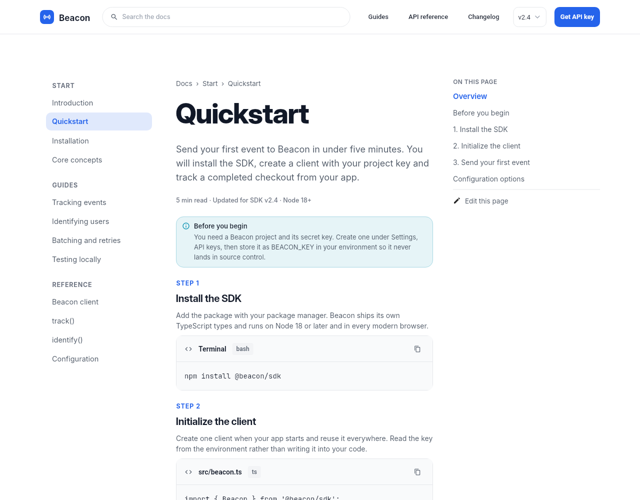 Beacon
Search the docs
Guides
API reference
Changelog
v2.4
Get API key
START
Introduction
Quickstart
Installation
Core concepts
GUIDES
Tracking events
Identifying users
Batching and retries
Testing locally
REFERENCE
Beacon client
track()
identify()
Configuration
Docs › Start › Quickstart
Quickstart
Send your first event to Beacon in under five minutes. You
will install the SDK, create a client with your project key and
track a completed checkout from your app.
5 min read · Updated for SDK v2.4 · Node 18+
Before you begin
You need a Beacon project and its secret key. Create one under Settings,
API keys, then store it as BEACON_KEY in your environment so it never
lands in source control.
STEP 1
Install the SDK
Add the package with your package manager. Beacon ships its own
TypeScript types and runs on Node 18 or later and in every modern browser.
Terminal bash
npm install @beacon/sdk
STEP 2
Initialize the client
Create one client when your app starts and reuse it everywhere. Read the key
from the environment rather than writing it into your code.
src/beacon.ts ts
import { Beacon } from '@beacon/sdk';
ON THIS PAGE
Overview
Before you begin
1. Install the SDK
2. Initialize the client
3. Send your first event
Configuration options
Edit this page